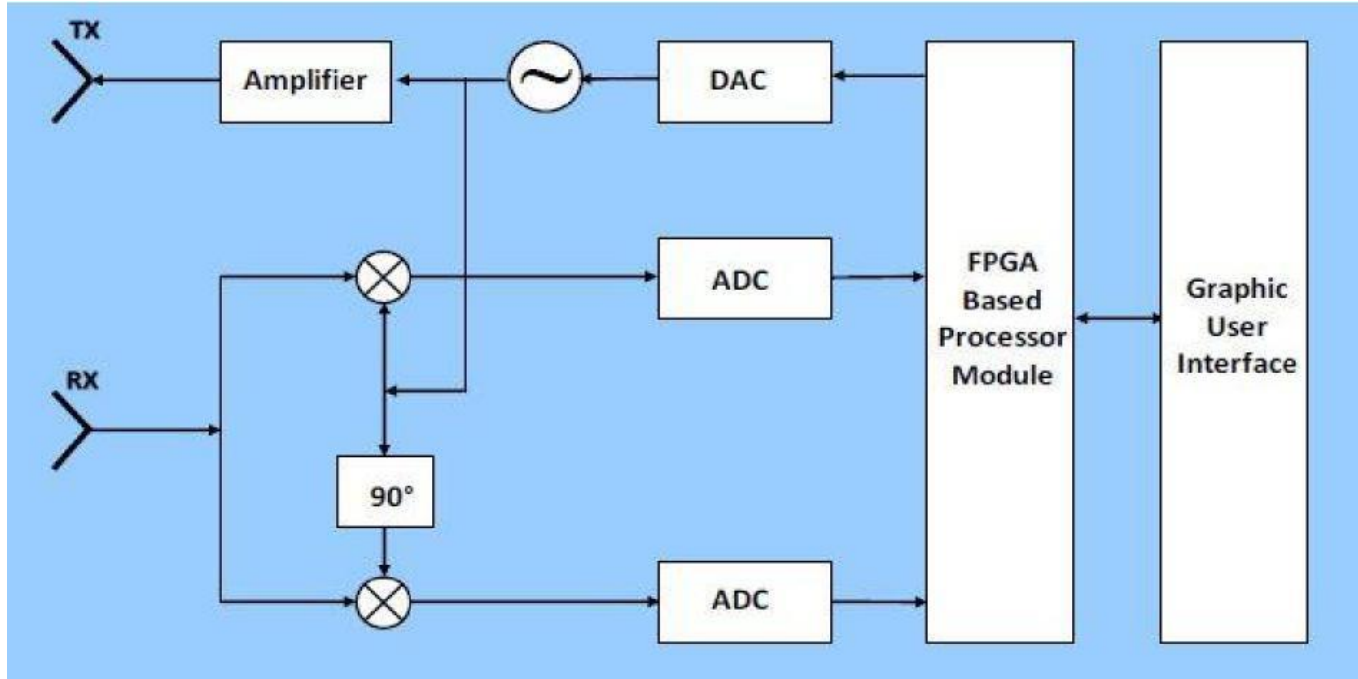 TX
Amplifier
DAC
ADC
FPGA
Based
Processor
Module
Graphic
User
Interface
RX
90°
ADC